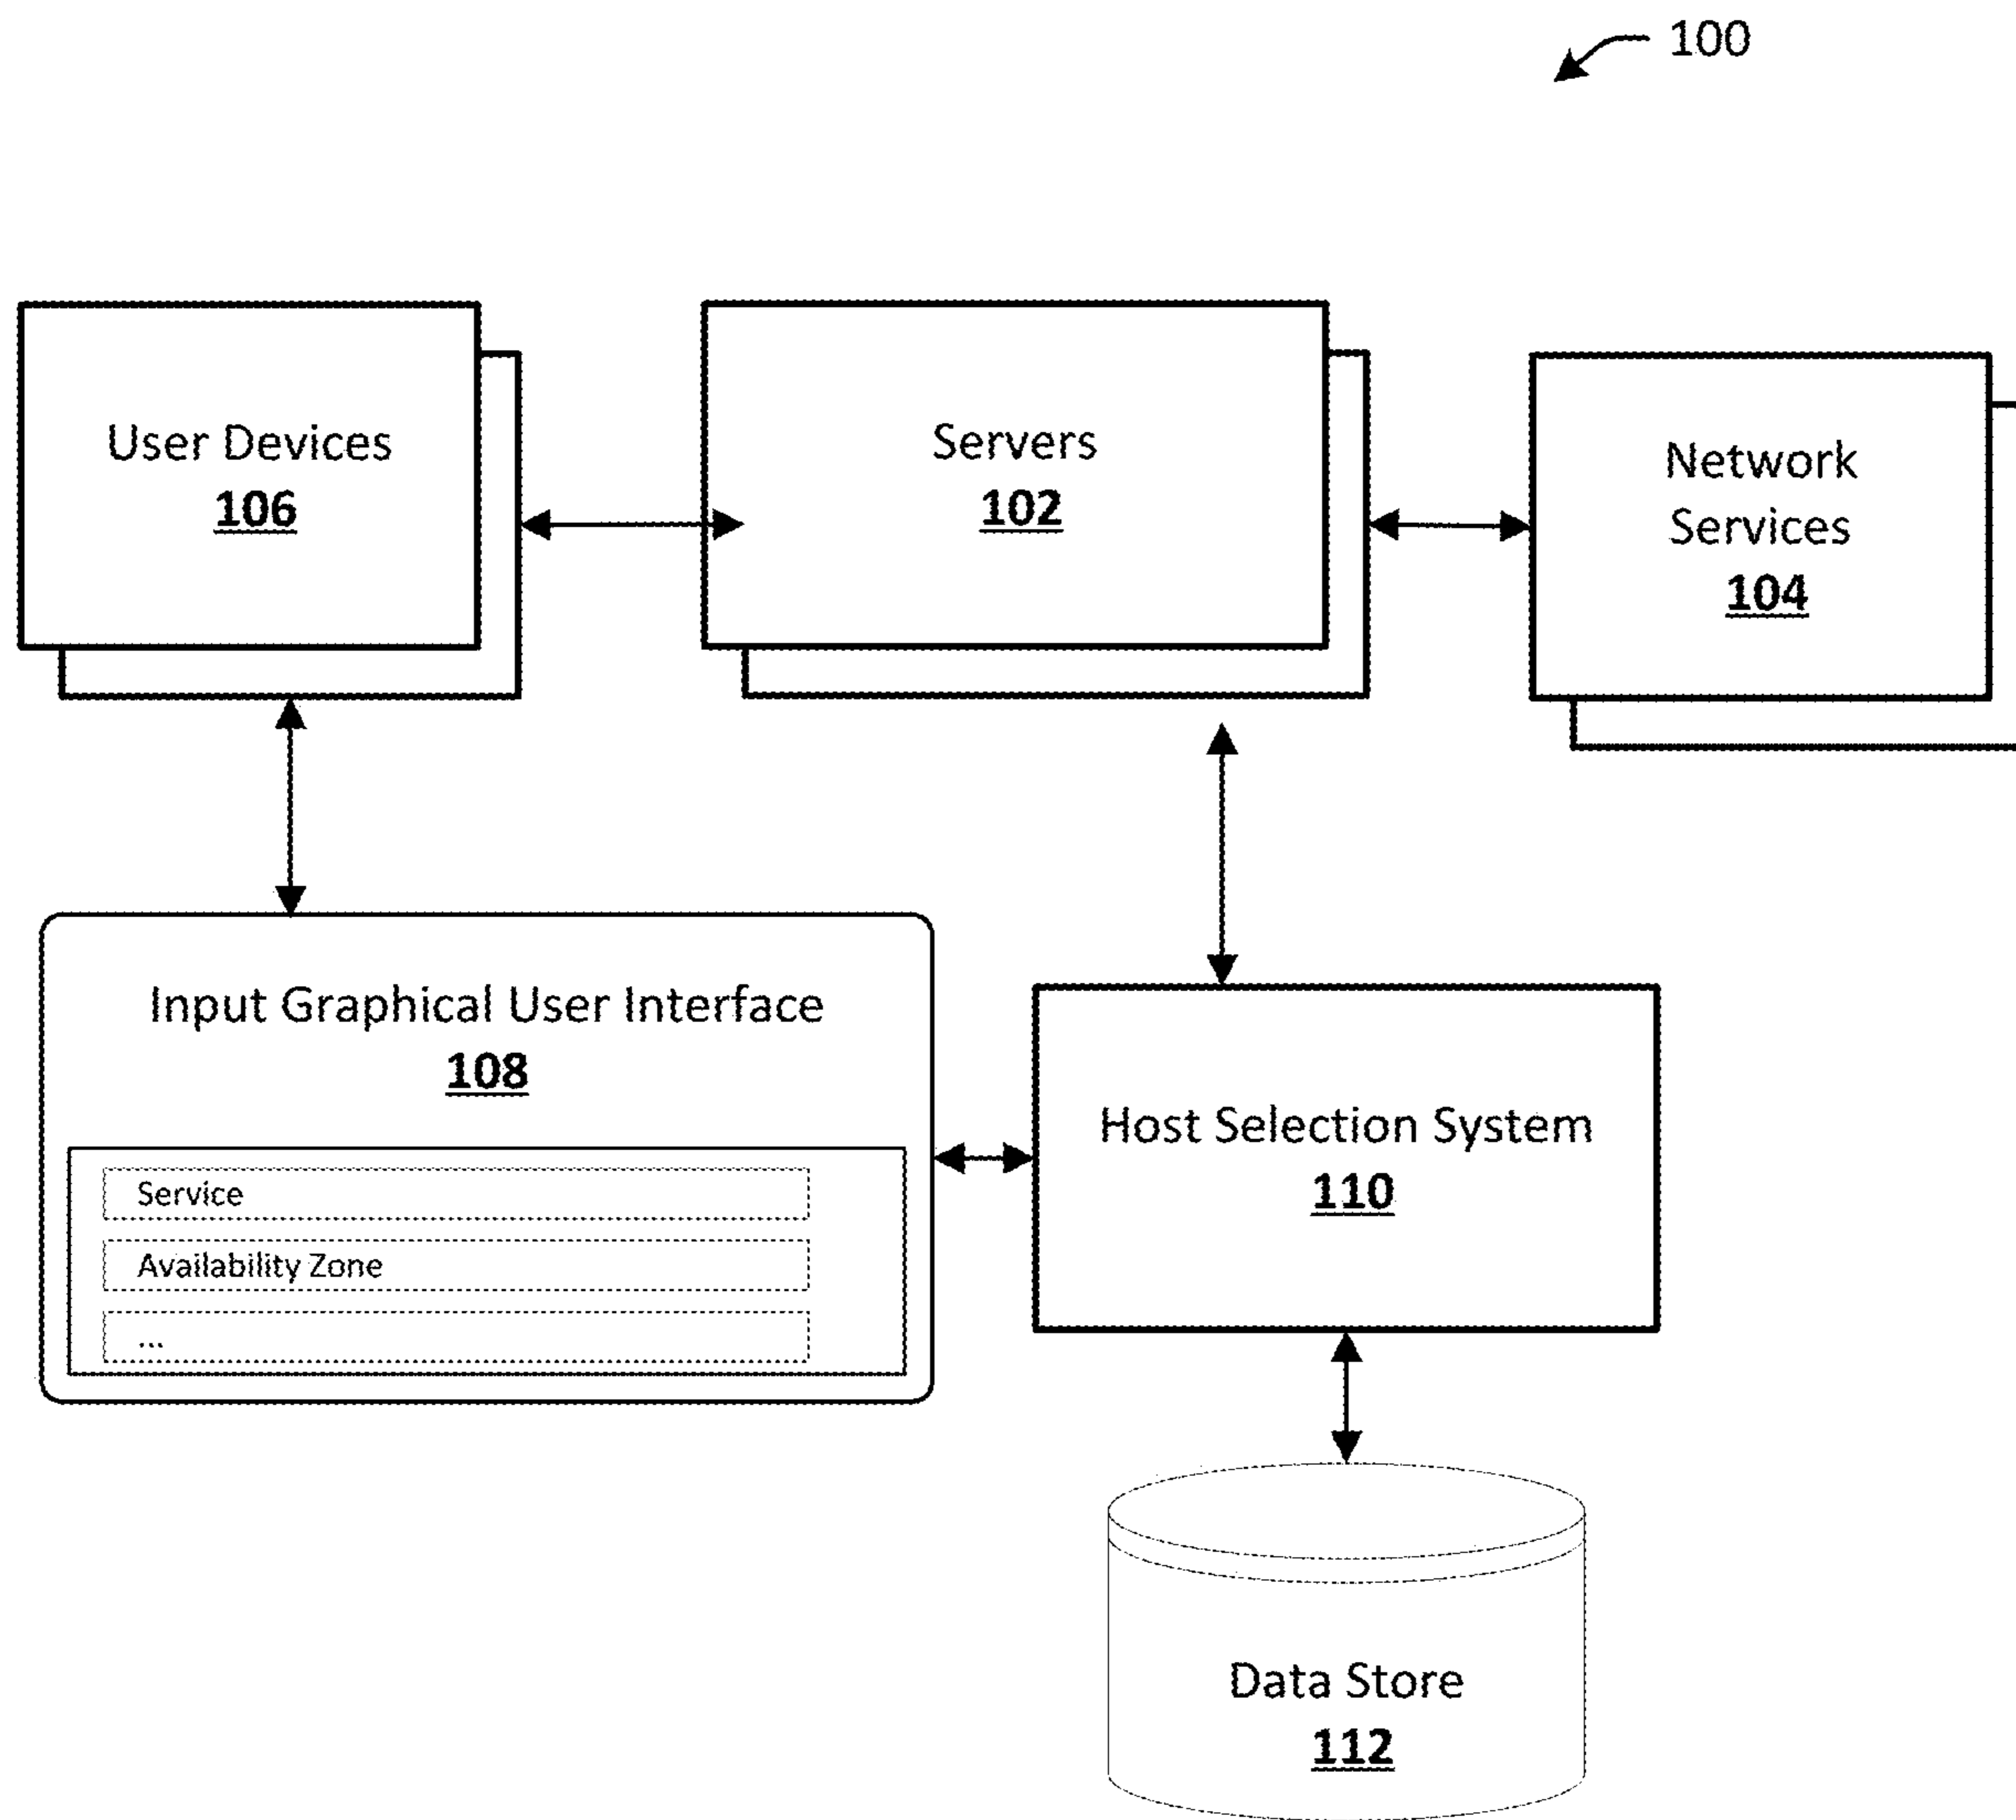 100
User Devices
106
Servers
102
Network
Services
104
Input Graphical User Interface
108
Service
Availability Zone
...
Host Selection System
110
Data Store
112